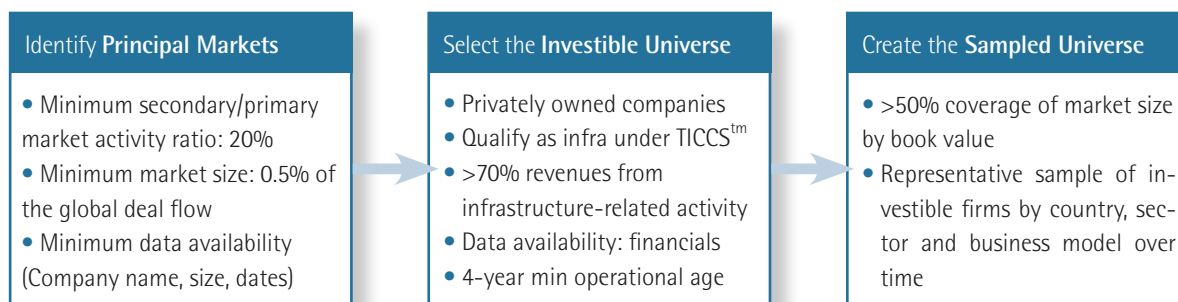 Identify Principal Markets
• Minimum secondary/primary
market activity ratio: 20%
• Minimum market size: 0.5% of
the global deal flow
• Minimum data availability
(Company name, size, dates)
Select the Investible Universe
• Privately owned companies
• Qualify as infra under TICCS™
• >70% revenues from
infrastructure-related activity
• Data availability: financials
• 4-year min operational age
Create the Sampled Universe
• >50% coverage of market size
by book value
• Representative sample of in-
vestible firms by country, sec-
tor and business model over
time